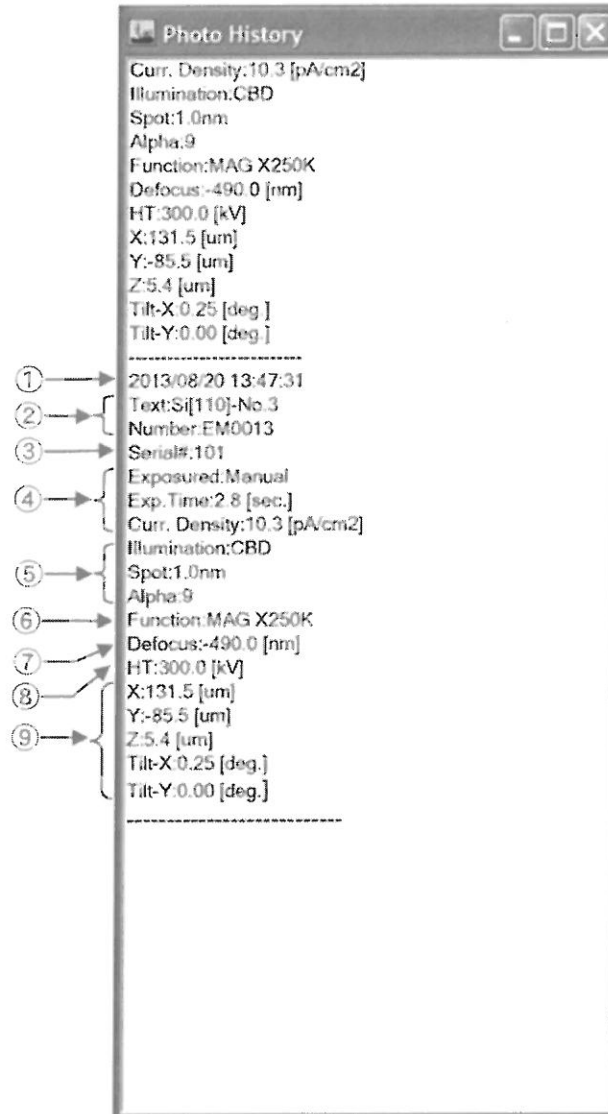 Photo History
Curr. Density:10.3 [pA/cm2]
Illumination:CBD
Spot:1.0nm
Alpha:9
Function:MAG X250K
Defocus:-490.0 [nm]
HT:300.0 [kV]
X:131.5 [um]
Y:-85.5 [um]
Z:5.4 [um]
Tilt-X:0.25 [deg.]
Tilt-Y:0.00 [deg.]
---------------------------
① 2013/08/20 13:47:31
② Text:Si[110]-No.3
Number:EM0013
③ Serial#:101
④ Exposured:Manual
Exp.Time:2.8 [sec.]
Curr. Density:10.3 [pA/cm2]
⑤ Illumination:CBD
Spot:1.0nm
Alpha:9
⑥ Function:MAG X250K
⑦ Defocus:-490.0 [nm]
⑧ HT:300.0 [kV]
⑨ X:131.5 [um]
Y:-85.5 [um]
Z:5.4 [um]
Tilt-X:0.25 [deg.]
Tilt-Y:0.00 [deg.]
---------------------------